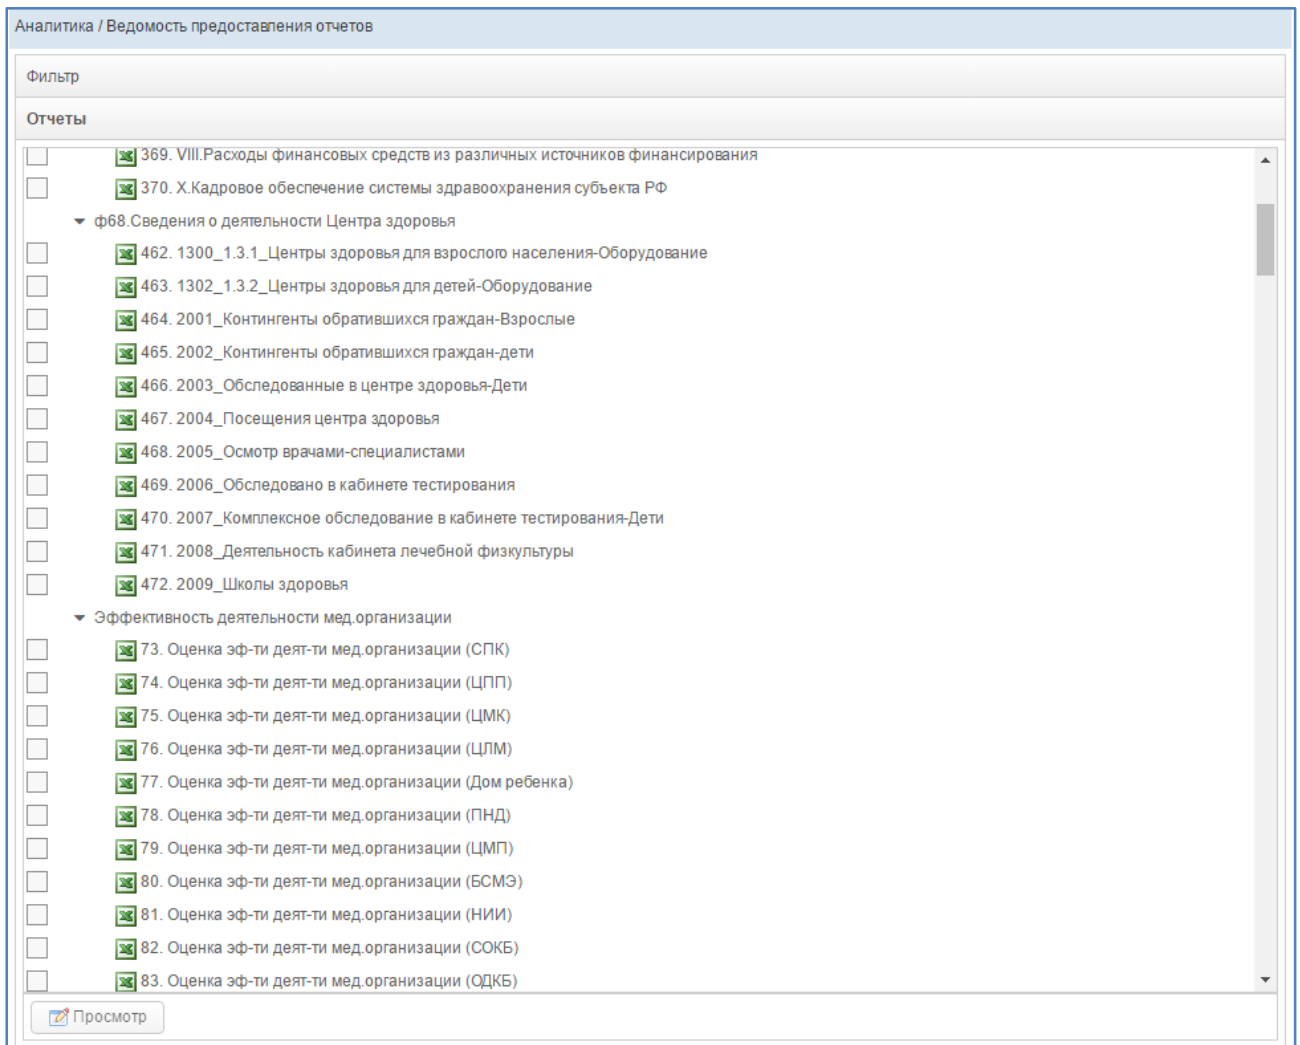 Аналитика / Ведомость предоставления отчетов
Фильтр
Отчеты
369. VIII.Расходы финансовых средств из различных источников финансирования
370. X.Кадровое обеспечение системы здравоохранения субъекта РФ
ф68.Сведения о деятельности Центра здоровья
462. 1300_1.3.1_Центры здоровья для взрослого населения-Оборудование
463. 1302_1.3.2_Центры здоровья для детей-Оборудование
464. 2001_Контингенты обратившихся граждан-Взрослые
465. 2002_Контингенты обратившихся граждан-дети
466. 2003_Обследованные в центре здоровья-Дети
467. 2004_Посещения центра здоровья
468. 2005_Осмотр врачами-специалистами
469. 2006_Обследовано в кабинете тестирования
470. 2007_Комплексное обследование в кабинете тестирования-Дети
471. 2008_Деятельность кабинета лечебной физкультуры
472. 2009_Школы здоровья
Эффективность деятельности мед.организации
73. Оценка эф-ти деят-ти мед.организации (СПК)
74. Оценка эф-ти деят-ти мед.организации (ЦПП)
75. Оценка эф-ти деят-ти мед.организации (ЦМК)
76. Оценка эф-ти деят-ти мед.организации (ЦЛМ)
77. Оценка эф-ти деят-ти мед.организации (Дом ребенка)
78. Оценка эф-ти деят-ти мед.организации (ПНД)
79. Оценка эф-ти деят-ти мед.организации (ЦМП)
80. Оценка эф-ти деят-ти мед.организации (БСМЭ)
81. Оценка эф-ти деят-ти мед.организации (НИИ)
82. Оценка эф-ти деят-ти мед.организации (СОКБ)
83. Оценка эф-ти деят-ти мед.организации (ОДКБ)
Просмотр